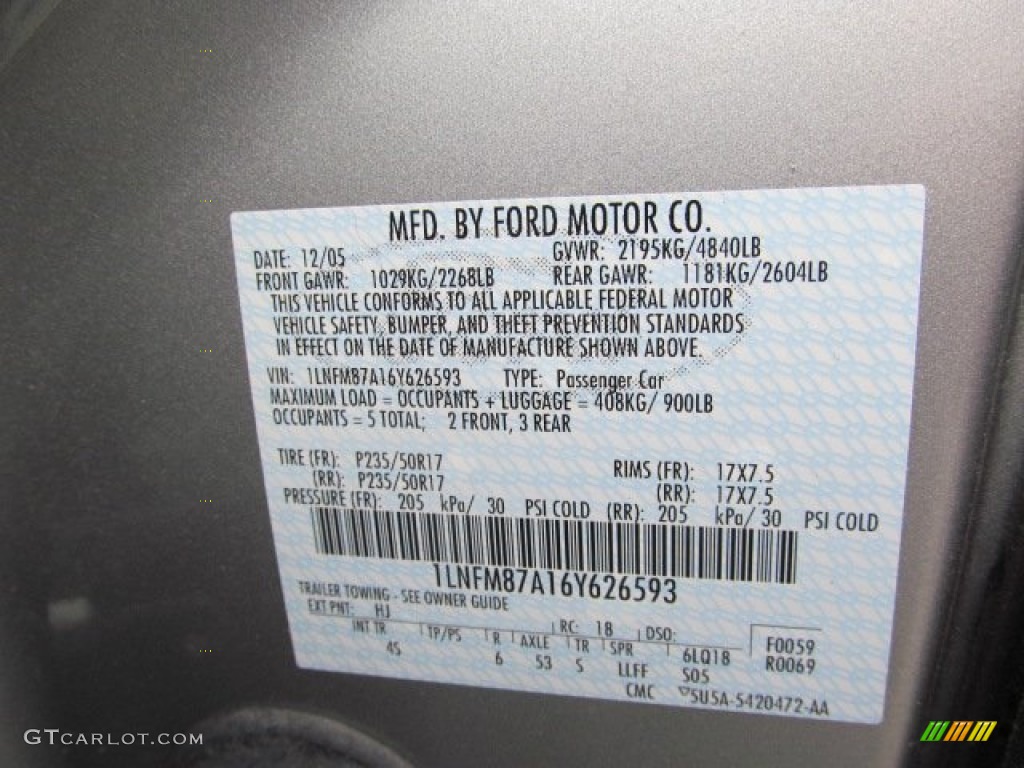 MFD. BY FORD MOTOR CO.
DATE: 12/05 GVWR: 2195KG/4840LB
FRONT GAWR: 1029KG/2268LB REAR GAWR: 1181KG/2604LB
THIS VEHICLE CONFORMS TO ALL APPLICABLE FEDERAL MOTOR
VEHICLE SAFETY, BUMPER, AND THEFT PREVENTION STANDARDS
IN EFFECT ON THE DATE OF MANUFACTURE SHOWN ABOVE.
VIN: 1LNFM87A16Y626593 TYPE: Passenger Car
MAXIMUM LOAD = OCCUPANTS + LUGGAGE = 408KG/ 900LB
OCCUPANTS = 5 TOTAL; 2 FRONT, 3 REAR
TIRE (FR): P235/50R17 RIMS (FR): 17X7.5
(RR): P235/50R17 (RR): 17X7.5
PRESSURE (FR): 205 kPa/ 30 PSI COLD (RR): 205 kPa/ 30 PSI COLD
1LNFM87A16Y626593
TRAILER TOWING - SEE OWNER GUIDE
EXT PNT: HJ RC: 18 DSO:
INT TR TP/PS R AXLE TR SPR F0059
45 6 53 S LLFF 6LQ18 R0069
S05
CMC 5U5A-5420472-AA
GTCARLOT.COM